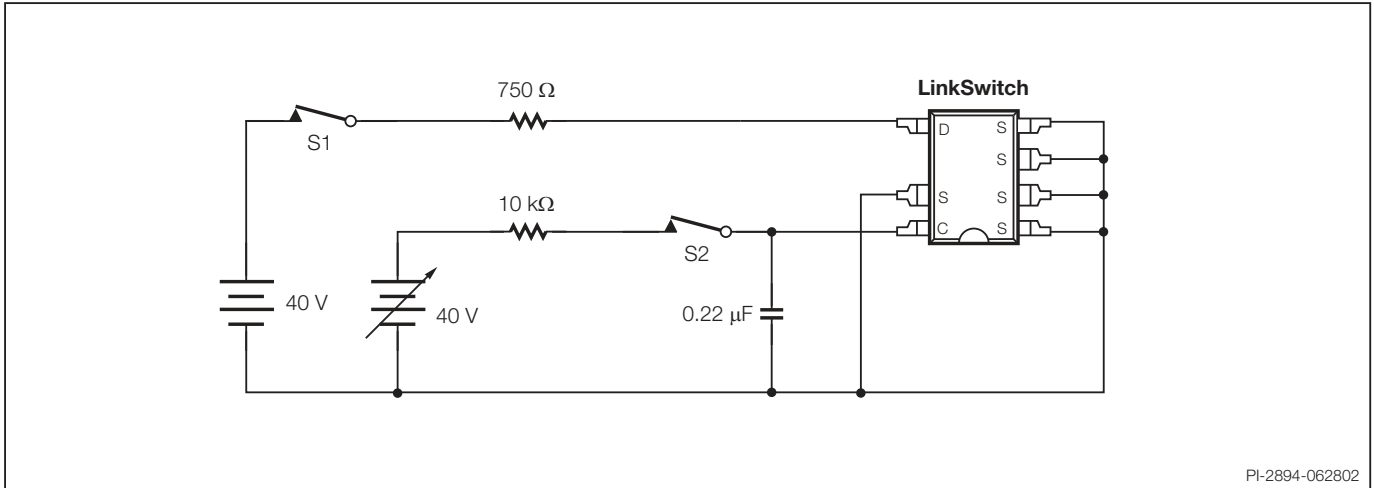 750 Ω
LinkSwitch
S1
D S
S
10 kΩ
S S
S2
C S
40 V
40 V
0.22 µF
PI-2894-062802